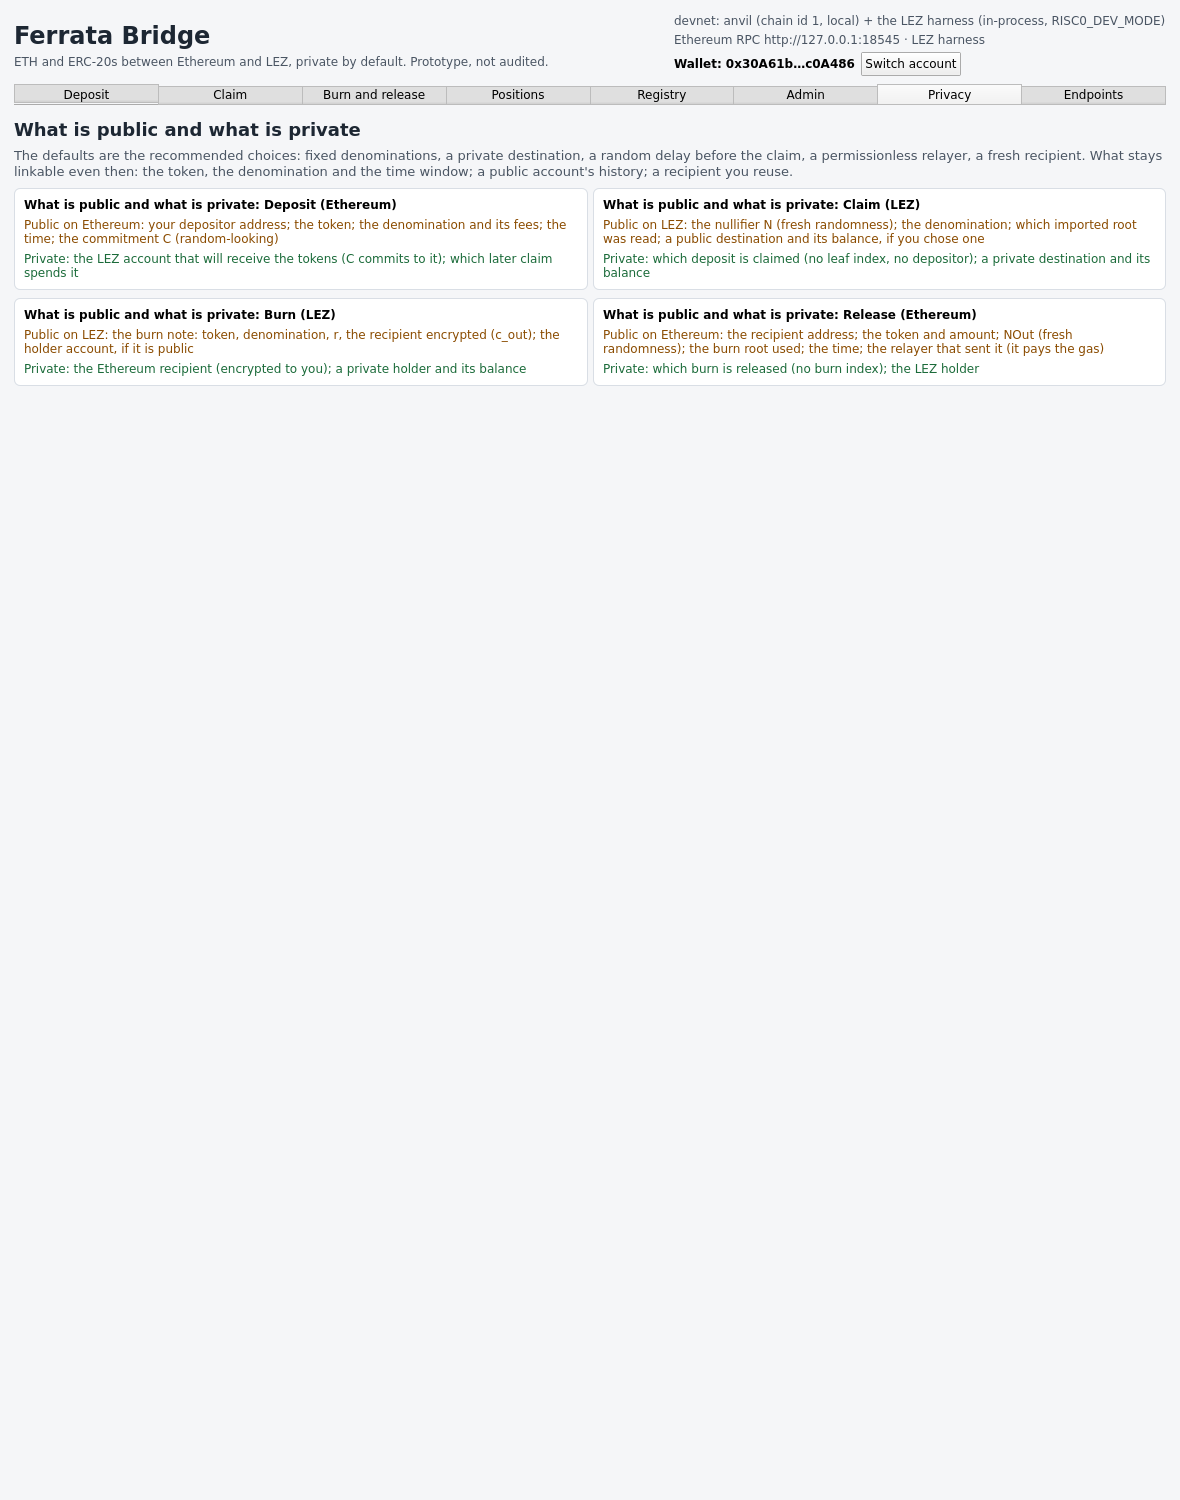 Ferrata Bridge
ETH and ERC-20s between Ethereum and LEZ, private by default. Prototype, not audited.
devnet: anvil (chain id 1, local) + the LEZ harness (in-process, RISC0_DEV_MODE)
Ethereum RPC http://127.0.0.1:18545 · LEZ harness
Wallet: 0x30A61b…c0A486 Switch account
Deposit Claim Burn and release Positions Registry Admin Privacy Endpoints
What is public and what is private
The defaults are the recommended choices: fixed denominations, a private destination, a random delay before the claim, a permissionless relayer, a fresh recipient. What stays
linkable even then: the token, the denomination and the time window; a public account's history; a recipient you reuse.
What is public and what is private: Deposit (Ethereum)
Public on Ethereum: your depositor address; the token; the denomination and its fees; the
time; the commitment C (random-looking)
Private: the LEZ account that will receive the tokens (C commits to it); which later claim
spends it
What is public and what is private: Claim (LEZ)
Public on LEZ: the nullifier N (fresh randomness); the denomination; which imported root
was read; a public destination and its balance, if you chose one
Private: which deposit is claimed (no leaf index, no depositor); a private destination and its
balance
What is public and what is private: Burn (LEZ)
Public on LEZ: the burn note: token, denomination, r, the recipient encrypted (c_out); the
holder account, if it is public
Private: the Ethereum recipient (encrypted to you); a private holder and its balance
What is public and what is private: Release (Ethereum)
Public on Ethereum: the recipient address; the token and amount; NOut (fresh
randomness); the burn root used; the time; the relayer that sent it (it pays the gas)
Private: which burn is released (no burn index); the LEZ holder